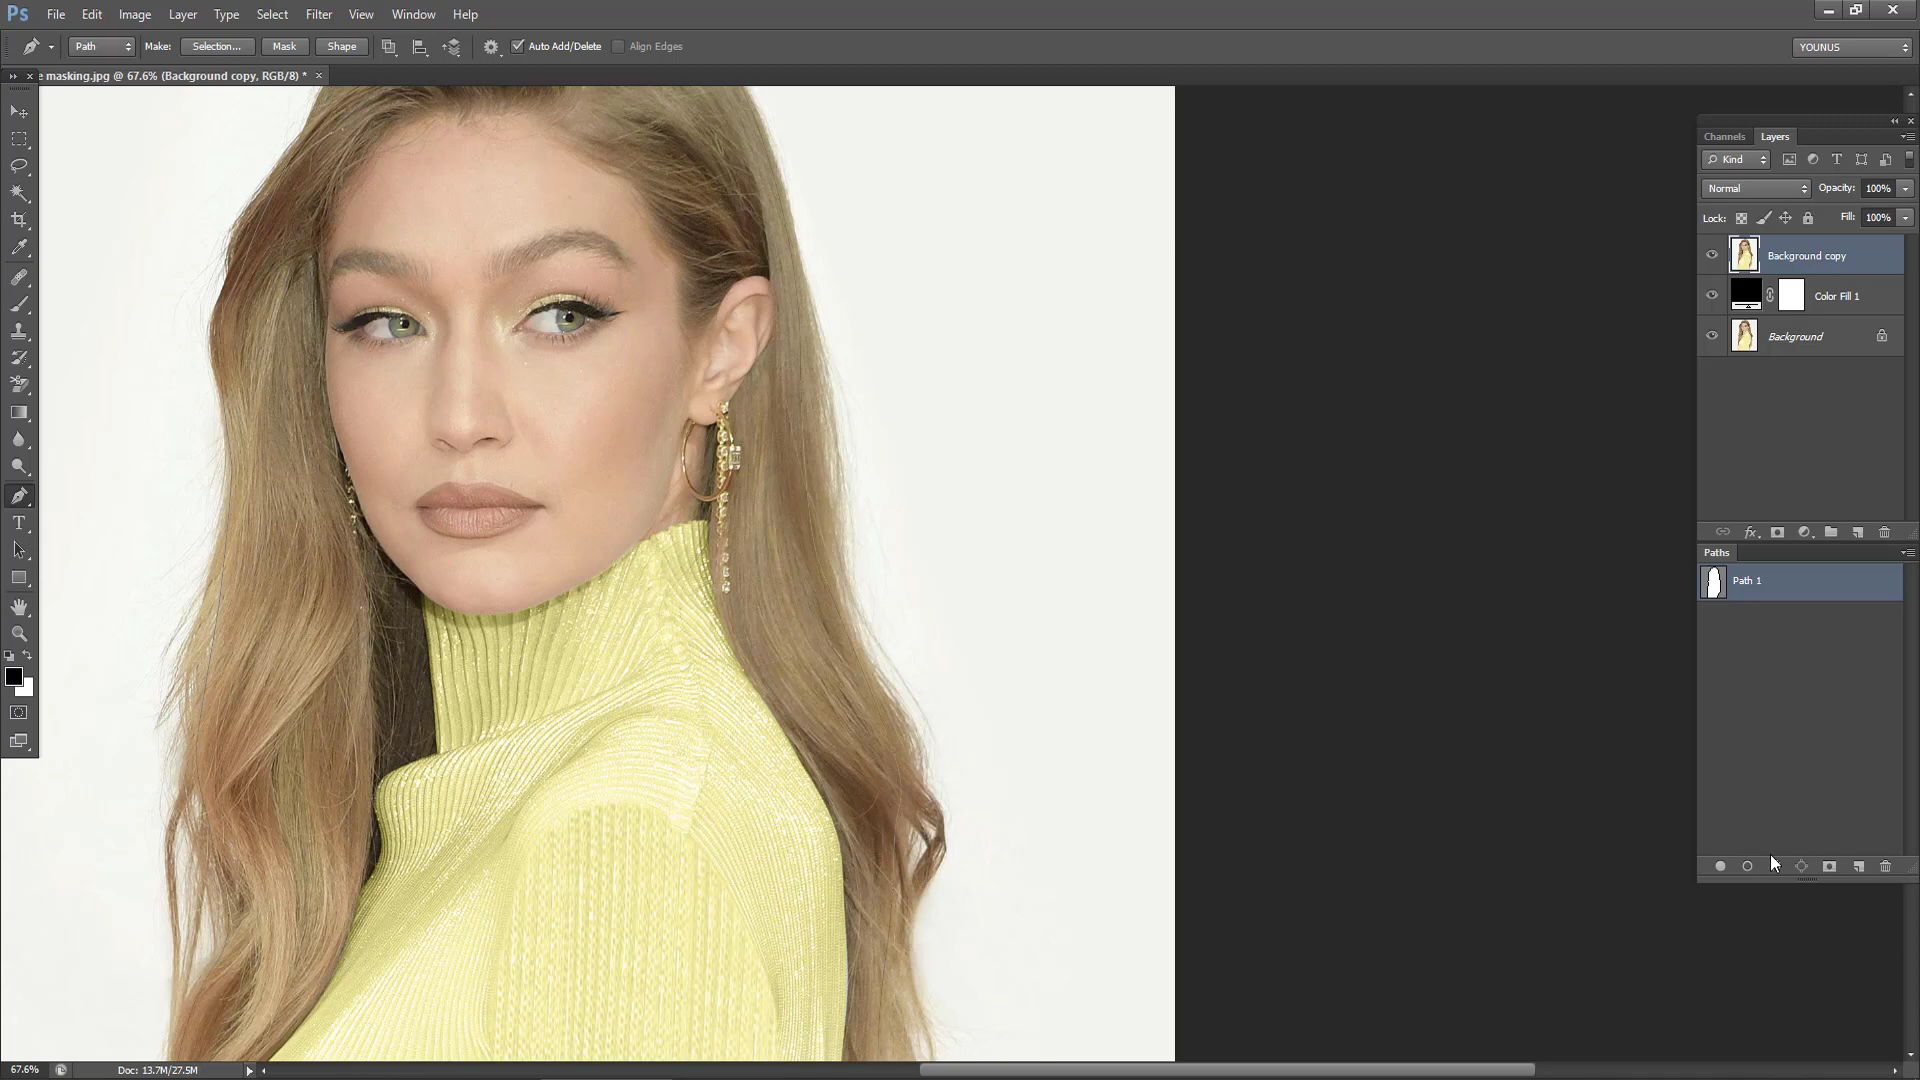 Ps File Edit Image Layer Type Select Filter View Window Help
Path Make: Selection... Mask Shape Auto Add/Delete Align Edges YOUNUS
e masking.jpg @ 67.6% (Background copy, RGB/8) *
Channels Layers
Kind
Normal Opacity: 100%
Lock: Fill: 100%
Background copy
Color Fill 1
Background
fx
Paths
Path 1
67.6% Doc: 13.7M/27.5M